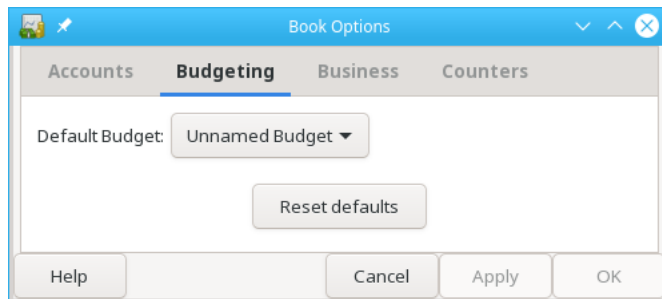 Book Options
Accounts Budgeting Business Counters
Default Budget: Unnamed Budget
Reset defaults
Help Cancel Apply OK